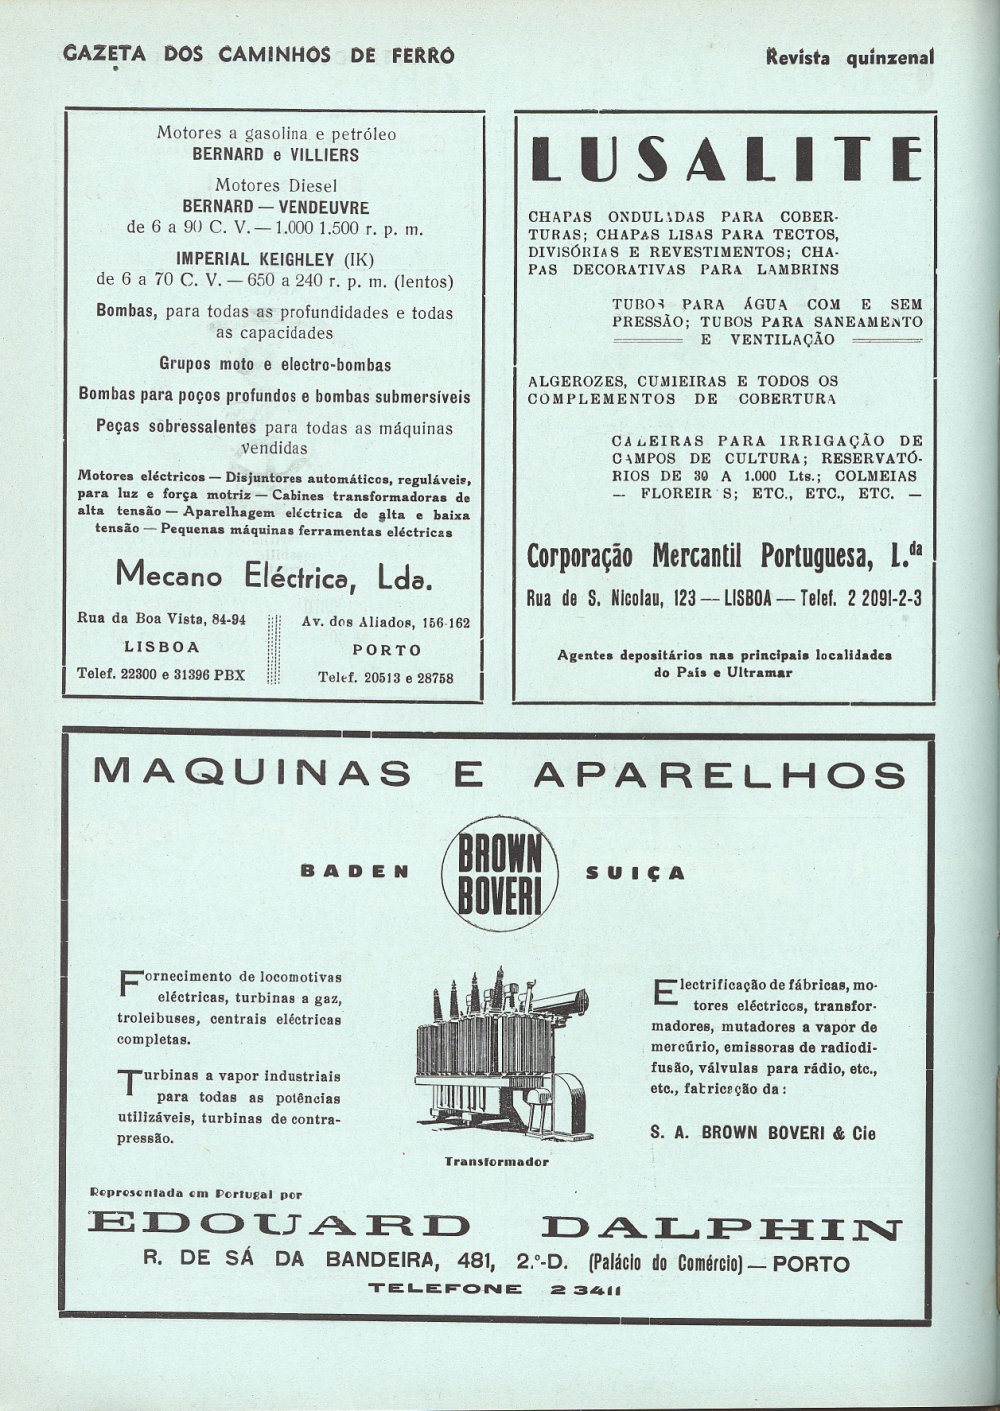 GAZETA DOS CAMINHOS DE FERRO
Revista quinzenal
Motores a gasolina e petróleo
BERNARD e VILLIERS
Motores Diesel
BERNARD — VENDEUVRE
de 6 a 90 C. V. — 1.000 1.500 r. p. m.
IMPERIAL KEIGHLEY (IK)
de 6 a 70 C. V. — 650 a 240 r. p. m. (lentos)
Bombas, para todas as profundidades e todas
as capacidades
Grupos moto e electro-bombas
Bombas para poços profundos e bombas submersíveis
Peças sobressalentes para todas as máquinas
vendidas
Motores eléctricos — Disjuntores automáticos, reguláveis,
para luz e força motriz — Cabines transformadoras de
alta tensão — Aparelhagem eléctrica de alta e baixa
tensão — Pequenas máquinas ferramentas eléctricas
Mecano Eléctrica, Lda.
Rua da Boa Vista, 84-94
LISBOA
Telef. 22300 e 31396 PBX
Av. dos Aliados, 156-162
PORTO
Telef. 20513 e 28758
LUSALITE
CHAPAS ONDULADAS PARA COBER-
TURAS; CHAPAS LISAS PARA TECTOS,
DIVISÓRIAS E REVESTIMENTOS; CHA-
PAS DECORATIVAS PARA LAMBRINS
TUBOS PARA ÁGUA COM E SEM
PRESSÃO; TUBOS PARA SANEAMENTO
E VENTILAÇÃO
ALGEROZES, CUMIEIRAS E TODOS OS
COMPLEMENTOS DE COBERTURA
CALEIRAS PARA IRRIGAÇÃO DE
CAMPOS DE CULTURA; RESERVATÓ-
RIOS DE 30 A 1.000 Lts.; COLMEIAS
— FLOREIR S; ETC., ETC., ETC. —
Corporação Mercantil Portuguesa, L.da
Rua de S. Nicolau, 123 — LISBOA — Telef. 2 2091-2-3
Agentes depositários nas principais localidades
do País e Ultramar
MAQUINAS E APARELHOS
BADEN
BROWN
BOVERI
SUIÇA
Fornecimento de locomotivas
eléctricas, turbinas a gaz,
troleibuses, centrais eléctricas
completas.
Turbinas a vapor industriais
para todas as potências
utilizáveis, turbinas de contra-
pressão.
Transformador
Electrificação de fábricas, mo-
tores eléctricos, transfor-
madores, mutadores a vapor de
mercúrio, emissoras de radiodi-
fusão, válvulas para rádio, etc.,
etc., fabricação da:
S. A. BROWN BOVERI & Cie
Representada em Portugal por
EDOUARD DALPHIN
R. DE SÁ DA BANDEIRA, 481, 2.º-D. (Palácio do Comércio) — PORTO
TELEFONE 23411